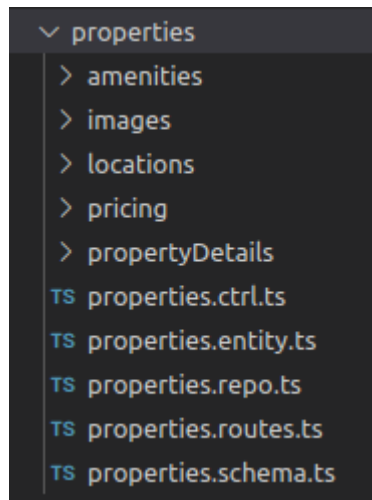 properties
amenities
images
locations
pricing
propertyDetails
TS properties.ctrl.ts
TS properties.entity.ts
TS properties.repo.ts
TS properties.routes.ts
TS properties.schema.ts